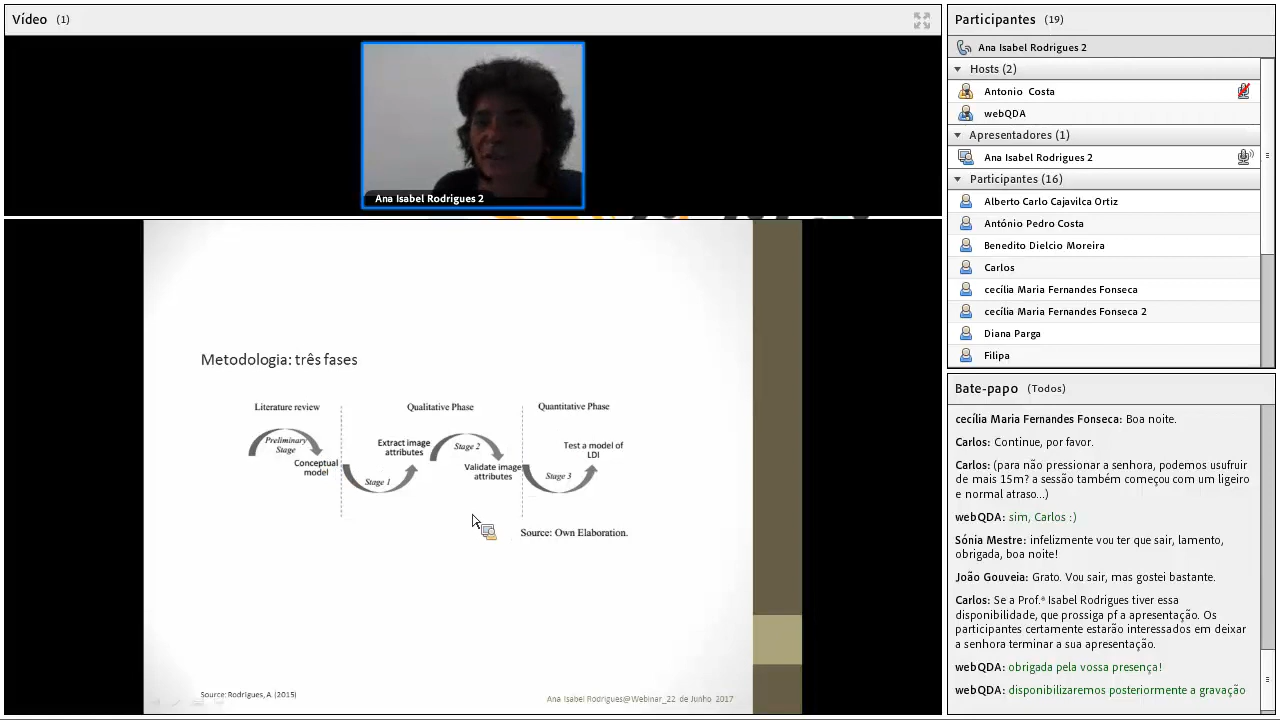 Vídeo (1)
Ana Isabel Rodrigues 2
Metodologia: três fases
Literature review
Qualitative Phase
Quantitative Phase
Preliminary
Stage
Conceptual
model
Stage 1
Extract image
attributes
Stage 2
Validate image
attributes
Stage 3
Test a model of
LDI
Source: Own Elaboration.
Source: Rodrigues, A (2015)
Ana Isabel Rodrigues@Webinar_22 de Junho 2017
Participantes (19)
Ana Isabel Rodrigues 2
Hosts (2)
Antonio Costa
webQDA
Apresentadores (1)
Ana Isabel Rodrigues 2
Participantes (16)
Alberto Carlo Cajavilca Ortiz
António Pedro Costa
Benedito Dielcio Moreira
Carlos
cecília Maria Fernandes Fonseca
cecília Maria Fernandes Fonseca 2
Diana Parga
Filipa
Bate-papo (Todos)
cecília Maria Fernandes Fonseca: Boa noite.
Carlos: Continue, por favor.
Carlos: (para não pressionar a senhora, poderá usufruir
de mais 15m? a sessão também começou com um ligeiro
e normal atraso..)
webQDA: sim, Carlos :)
Sónia Mestre: infelizmente vou ter que sair, lamento,
obrigada, boa noite!
João Gouveia: Grato. Vou sair, mas gostei bastante.
Carlos: Se a Prof.ª Isabel Rodrigues tiver essa
disponibilidade, que prossiga pf a apresentação. Os
participantes certamente estarão interessados em deixar
a senhora terminar a sua apresentação.
webQDA: obrigada pela vossa presença!
webQDA: nte a gravação